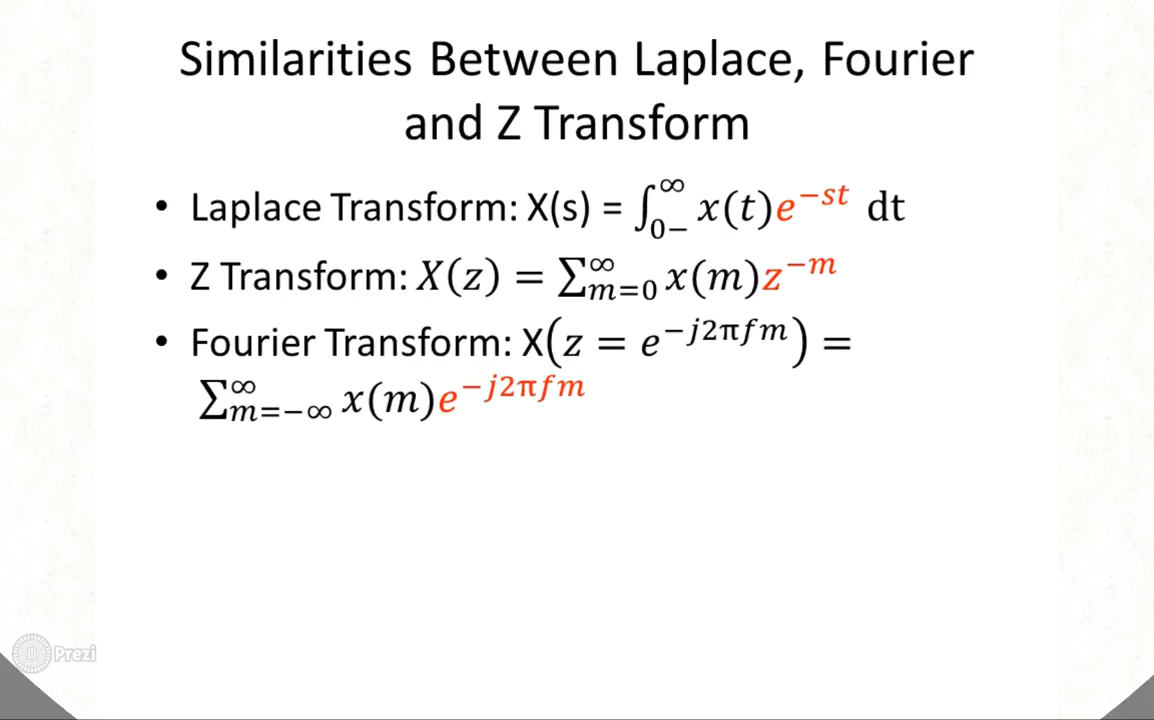 Similarities Between Laplace, Fourier
and Z Transform
• Laplace Transform: X(s) = ∫₀₋^∞ x(t)e^{−st} dt
• Z Transform: X(z) = ∑_{m=0}^∞ x(m)z^{−m}
• Fourier Transform: X(z = e^{−j2πfm}) =
∑_{m=−∞}^∞ x(m)e^{−j2πfm}
Prezi